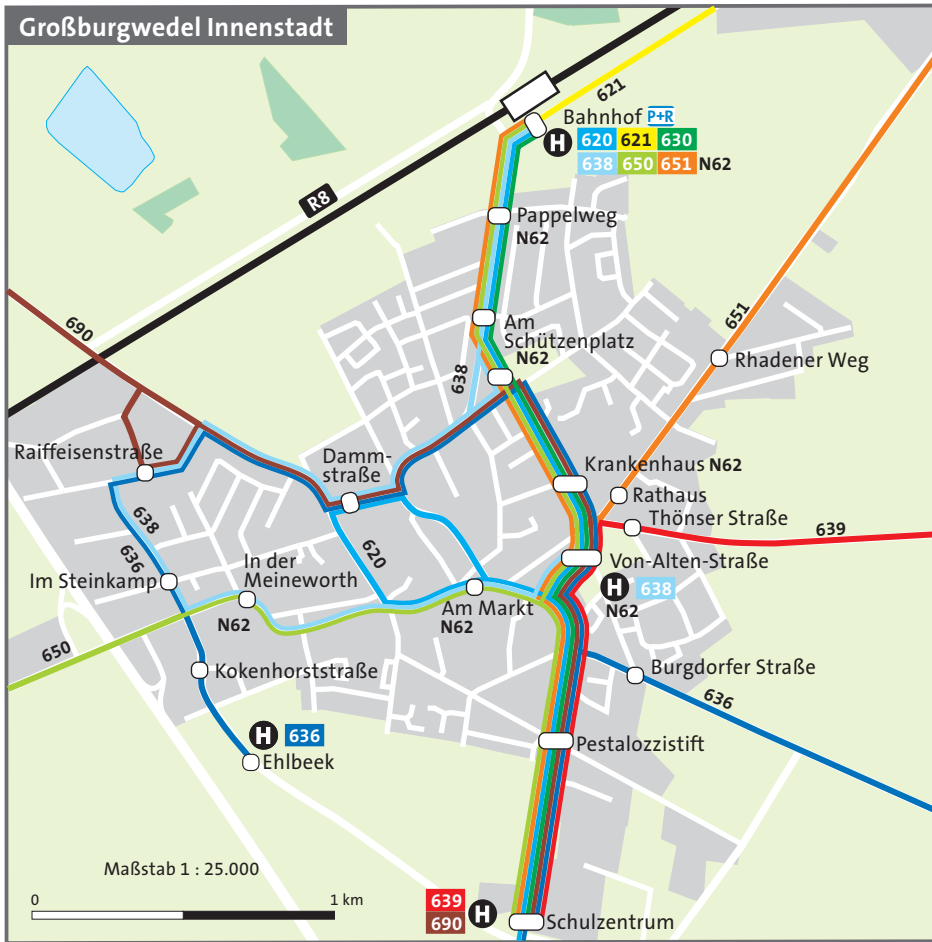 Großburgwedel Innenstadt
621
Bahnhof P+R
H 620 621 630
638 650 651 N62
R8
Pappelweg
N62
690
651
Am
Schützenplatz
N62
638
Rhadener Weg
Raiffeisenstraße
Damm-
straße
Krankenhaus N62
Rathaus
Thönser Straße
639
638
636
620
In der
Meineworth
Von-Alten-Straße
Im Steinkamp
H 638
N62
Am Markt
N62
N62
650
Kokenhorststraße
Burgdorfer Straße
636
H 636
Ehlbeek
Pestalozzistift
Maßstab 1 : 25.000
0 1 km
639
690 H
Schulzentrum